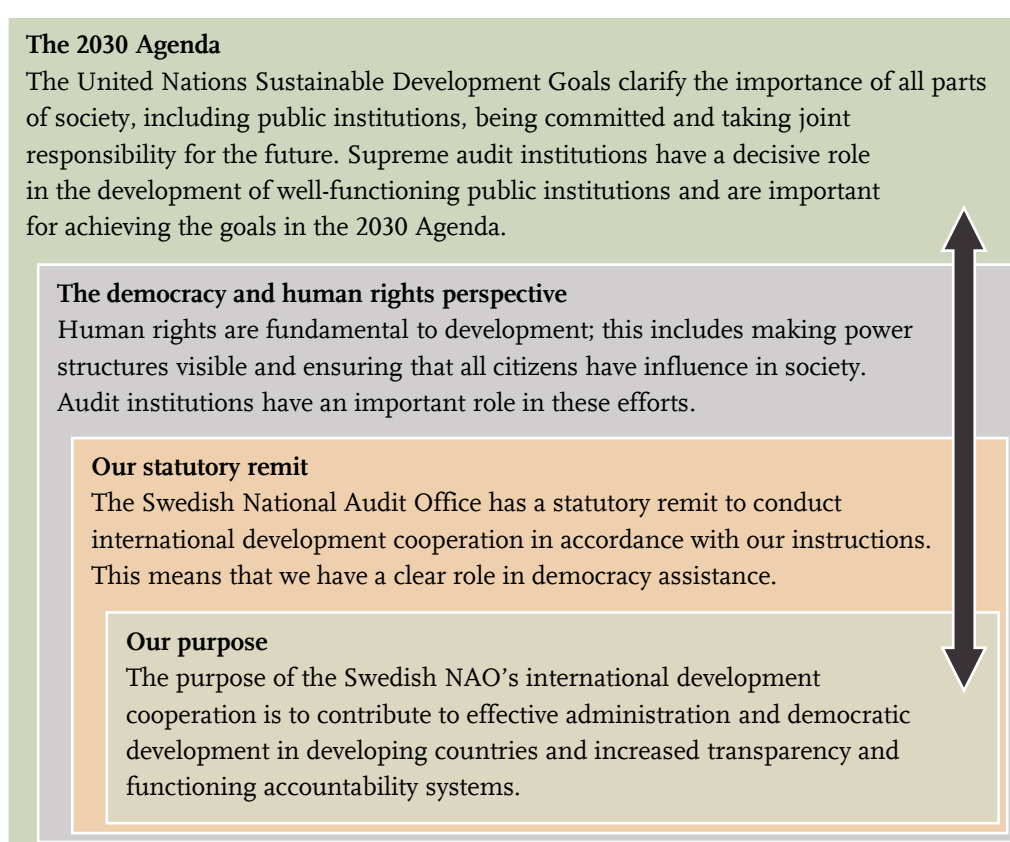 The 2030 Agenda
The United Nations Sustainable Development Goals clarify the importance of all parts
of society, including public institutions, being committed and taking joint
responsibility for the future. Supreme audit institutions have a decisive role
in the development of well-functioning public institutions and are important
for achieving the goals in the 2030 Agenda.
The democracy and human rights perspective
Human rights are fundamental to development; this includes making power
structures visible and ensuring that all citizens have influence in society.
Audit institutions have an important role in these efforts.
Our statutory remit
The Swedish National Audit Office has a statutory remit to conduct
international development cooperation in accordance with our instructions.
This means that we have a clear role in democracy assistance.
Our purpose
The purpose of the Swedish NAO’s international development
cooperation is to contribute to effective administration and democratic
development in developing countries and increased transparency and
functioning accountability systems.